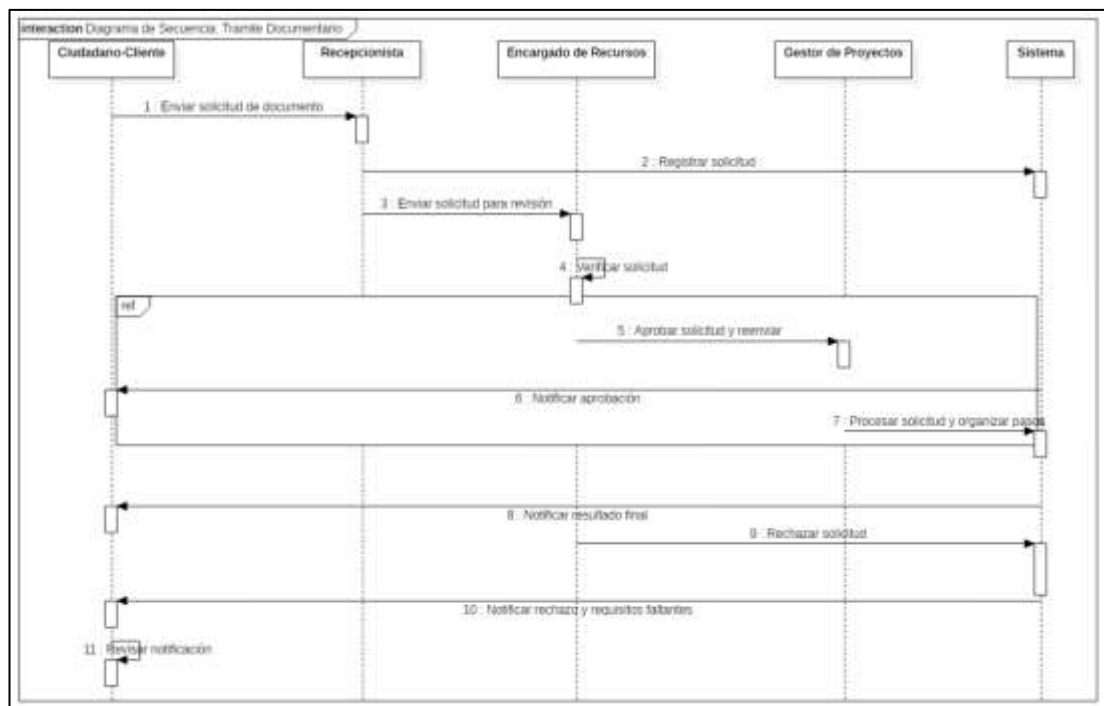 interaction Diagrama de Secuencia: Tramite Documentario
Ciudadano-Cliente
Recepcionista
Encargado de Recursos
Gestor de Proyectos
Sistema
1 : Enviar solicitud de documento
2 : Registrar solicitud
3 : Enviar solicitud para revisión
4 : Verificar solicitud
ref
5 : Aprobar solicitud y reenviar
6 : Notificar aprobación
7 : Procesar solicitud y organizar pasos
8 : Notificar resultado final
9 : Rechazar solicitud
10 : Notificar rechazo y requisitos faltantes
11 : Revisar notificación